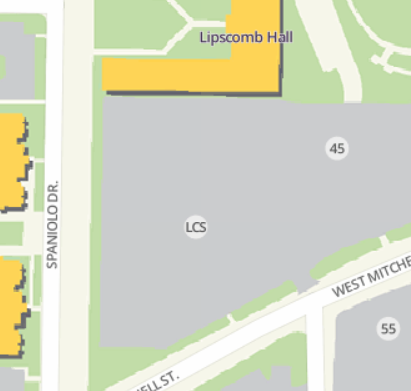 Lipscomb Hall
45
LCS
SPANIOLO DR.
WEST MITCHE
55
ELL ST.